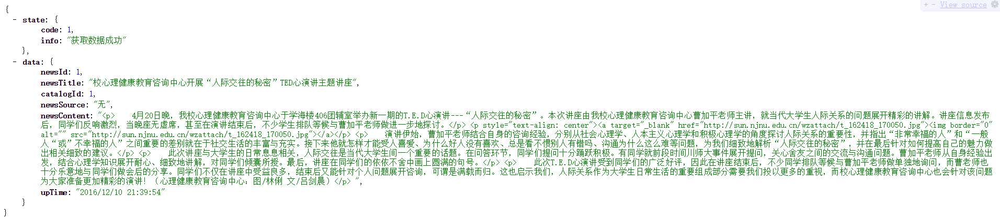 + - View source
{
- state: {
code: 1,
info: "获取数据成功"
},
- data: {
newsId: 1,
newsTitle: "校心理健康教育咨询中心开展“人际交往的秘密”TED心演讲主题讲座",
catalogId: 1,
newsSource: "无",
newsContent: "<p>    4月20日晚，我校心理健康教育咨询中心于学海楼406团辅室举办新一期的T.E.D心演讲---“人际交往的秘密”。本次讲座由我校心理健康教育咨询中心曹加平老师主讲，就当代大学生人际关系的问题展开精彩的讲解。讲座信息发布
后，同学们反响激烈，当晚座无虚席，甚至在演讲结束后，不少学生排队等候与曹加平老师做进一步地探讨。</p> <p style="text-align: center"><a target="_blank" href="http://sun.njnu.edu.cn/wzattach/t_162418_170050.jpg"><img border="0"
alt="" src="http://sun.njnu.edu.cn/wzattach/t_162418_170050.jpg"></a></p> <p>    演讲伊始，曹加平老师结合自身的咨询经验，分别从社会心理学、人本主义心理学和积极心理学的角度探讨人际关系的重要性，并指出“非常幸福的人”和“一般
人“或”不幸福的人”之间重要的差别就在于社交生活的丰富与充实。接下来他就怎样才能受人喜爱、为什么好人没有喜欢、总是看不惯别人有错吗、沟通为什么这么难等问题，为我们细致地解析“人际交往的秘密”，并在最后针对如何提高自己的魅力做
出相关细致的建议。</p> <p>    此次讲座与大学生的日常息息相关，人际交往是当代大学生间一个重要的话题。在问答环节，同学们提问十分踊跃积极。有同学就前段时间川师大事件展开提问，关心舍友之间的交流与沟通问题。曹加平老师从自身经验出
发，结合心理学知识展开耐心、细致地讲解，对同学们倾囊所授。最后，讲座在同学们的依依不舍中画上圆满的句号。</p> <p>    此次T.E.D心演讲受到同学们的广泛好评，因此在讲座结束后，不少同学排队等候与曹加平老师做单独地询问，而曹老师也
十分乐意地与同学们做会后的分享。同学们不仅在讲座中受益良多，结束后又能针对个人问题展开咨询，可谓是满载而归。这也启示我们，人际关系作为大学生日常生活的重要组成部分需要我们投以更多的重视，而校心理健康教育咨询中心也会针对该问题
为大家准备更加精彩的演讲！（心理健康教育咨询中心：图/林俐 文/吕剑晨）</p> ",
upTime: "2016/12/10 21:39:54"
}
}